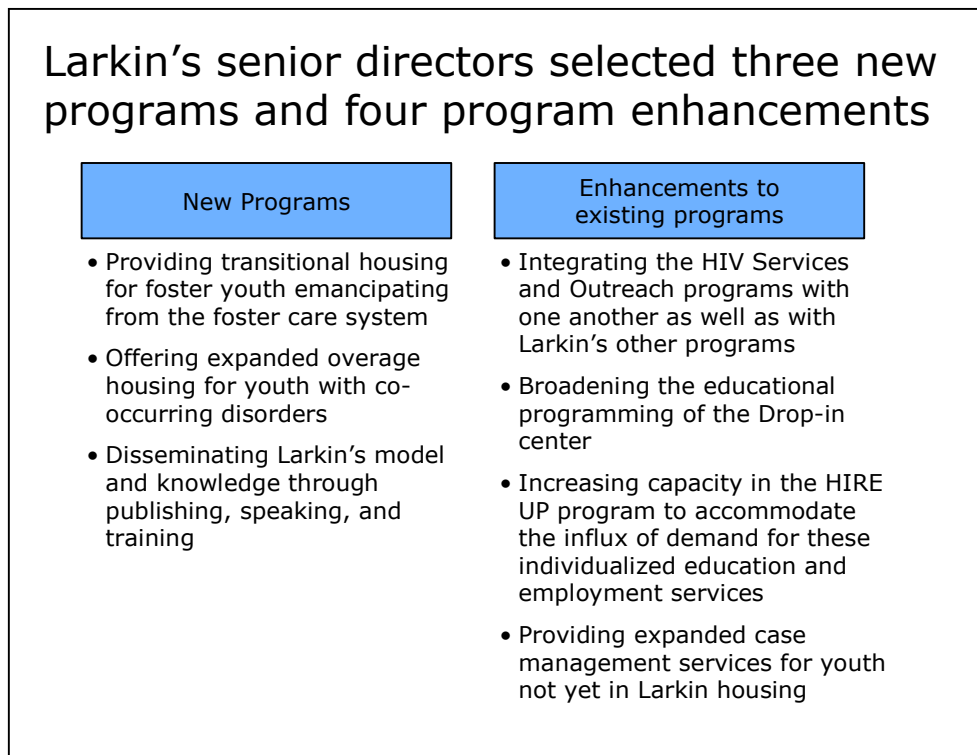 Larkin’s senior directors selected three new
programs and four program enhancements
New Programs
• Providing transitional housing
for foster youth emancipating
from the foster care system
• Offering expanded overage
housing for youth with co-
occurring disorders
• Disseminating Larkin’s model
and knowledge through
publishing, speaking, and
training
Enhancements to
existing programs
• Integrating the HIV Services
and Outreach programs with
one another as well as with
Larkin’s other programs
• Broadening the educational
programming of the Drop-in
center
• Increasing capacity in the HIRE
UP program to accommodate
the influx of demand for these
individualized education and
employment services
• Providing expanded case
management services for youth
not yet in Larkin housing